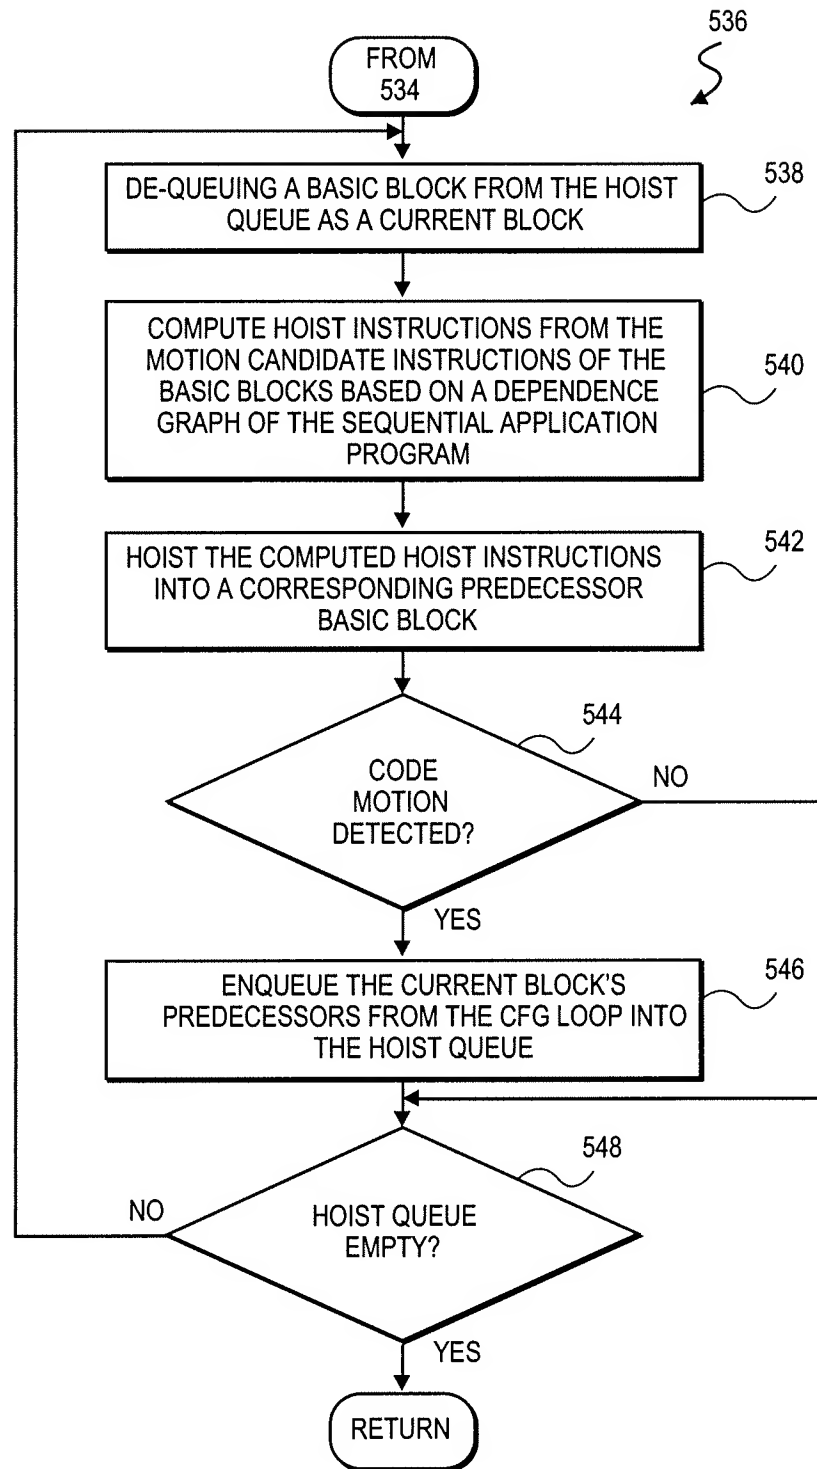 536
FROM
534
DE-QUEUING A BASIC BLOCK FROM THE HOIST
QUEUE AS A CURRENT BLOCK
538
COMPUTE HOIST INSTRUCTIONS FROM THE
MOTION CANDIDATE INSTRUCTIONS OF THE
BASIC BLOCKS BASED ON A DEPENDENCE
GRAPH OF THE SEQUENTIAL APPLICATION
PROGRAM
540
HOIST THE COMPUTED HOIST INSTRUCTIONS
INTO A CORRESPONDING PREDECESSOR
BASIC BLOCK
542
544
CODE
MOTION
DETECTED?
NO
YES
ENQUEUE THE CURRENT BLOCK'S
PREDECESSORS FROM THE CFG LOOP INTO
THE HOIST QUEUE
546
548
NO
HOIST QUEUE
EMPTY?
YES
RETURN